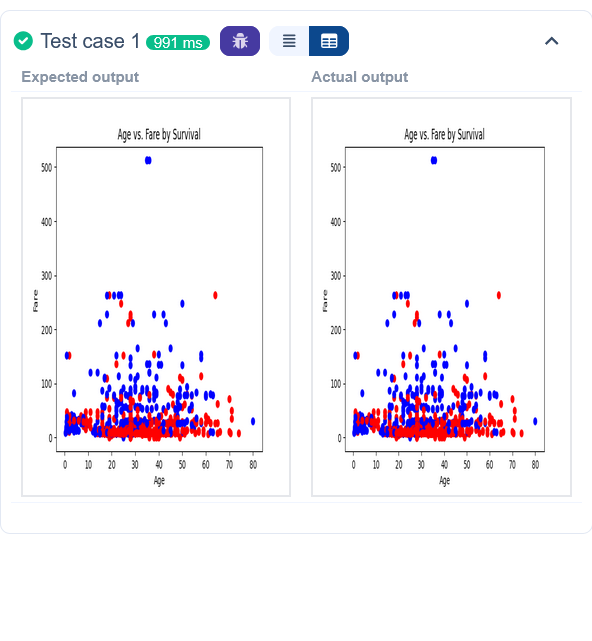 Test case 1 991 ms
Expected output
Actual output
Age vs. Fare by Survival
500
400
300
200
100
0
Fare
0 10 20 30 40 50 60 70 80
Age
Age vs. Fare by Survival
500
400
300
200
100
0
Fare
0 10 20 30 40 50 60 70 80
Age